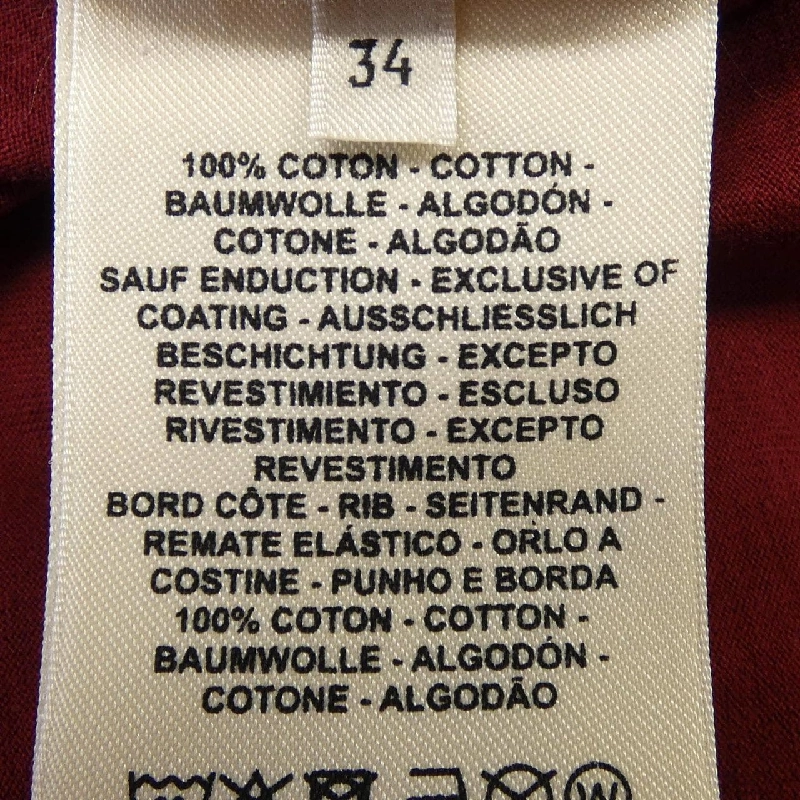 34
100% COTON - COTTON -
BAUMWOLLE - ALGODÓN -
COTONE - ALGODÃO
SAUF ENDUCTION - EXCLUSIVE OF
COATING - AUSSCHLIESSLICH
BESCHICHTUNG - EXCEPTO
REVESTIMIENTO - ESCLUSO
RIVESTIMENTO - EXCEPTO
REVESTIMENTO
BORD CÔTE - RIB - SEITENRAND -
REMATE ELÁSTICO - ORLO A
COSTINE - PUNHO E BORDA
100% COTON - COTTON -
BAUMWOLLE - ALGODÓN -
COTONE - ALGODÃO
W